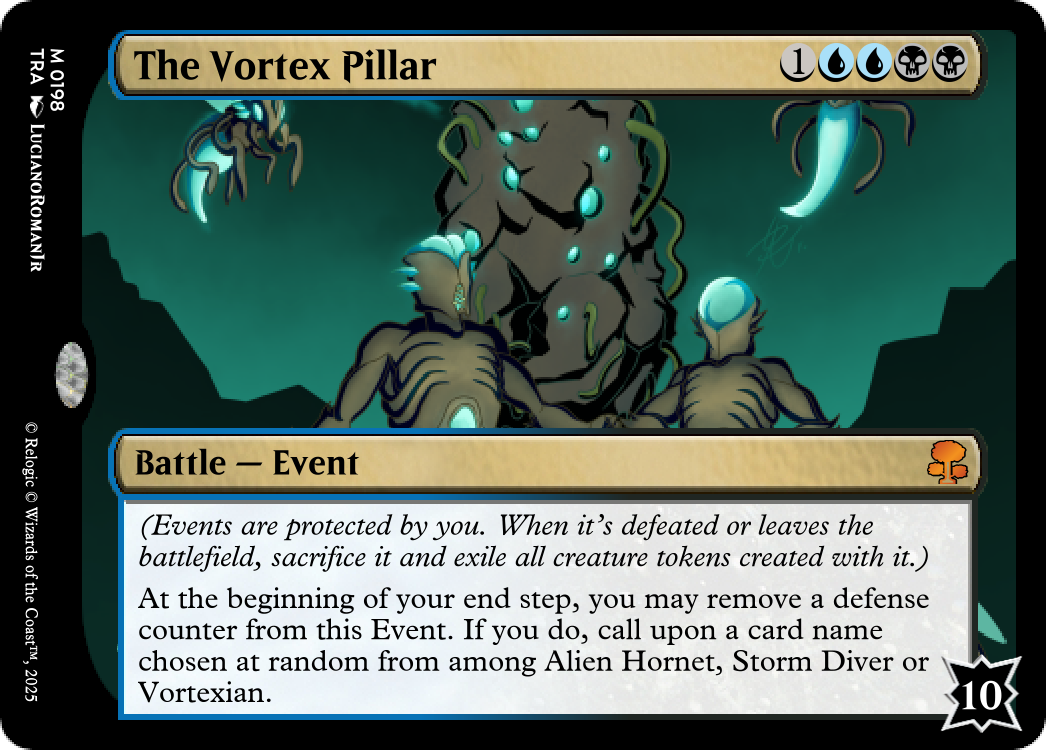 The Vortex Pillar
1
M 0198
TRA LUCIANOROMANJR
Battle — Event
(Events are protected by you. When it's defeated or leaves the
battlefield, sacrifice it and exile all creature tokens created with it.)
At the beginning of your end step, you may remove a defense
counter from this Event. If you do, call upon a card name
chosen at random from among Alien Hornet, Storm Diver or
Vortexian.
10
© Relogic © Wizards of the Coast™, 2025